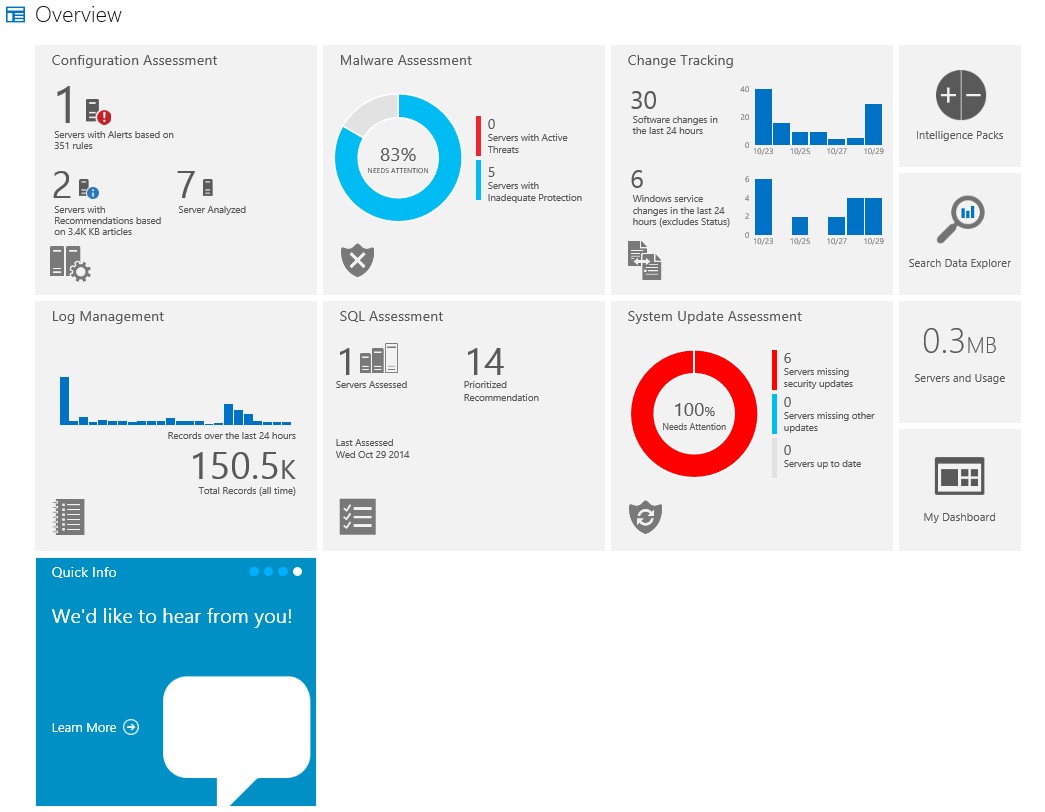 Overview
Configuration Assessment
1
Servers with Alerts based on
351 rules
2
Servers with
Recommendations based
on 3.4K KB articles
7
Server Analyzed
Malware Assessment
83%
NEEDS ATTENTION
0
Servers with Active
Threats
5
Servers with
Inadequate Protection
Change Tracking
30
Software changes in
the last 24 hours
40
20
0
10/23
10/25
10/27
10/29
6
Windows service
changes in the last 24
hours (excludes Status)
6
4
2
0
10/23
10/25
10/27
10/29
Intelligence Packs
Search Data Explorer
Log Management
Records over the last 24 hours
150.5K
Total Records (all time)
SQL Assessment
1
Servers Assessed
14
Prioritized
Recommendation
Last Assessed
Wed Oct 29 2014
System Update Assessment
100%
Needs Attention
6
Servers missing
security updates
0
Servers missing other
updates
0
Servers up to date
0.3MB
Servers and Usage
My Dashboard
Quick Info
We'd like to hear from you!
Learn More